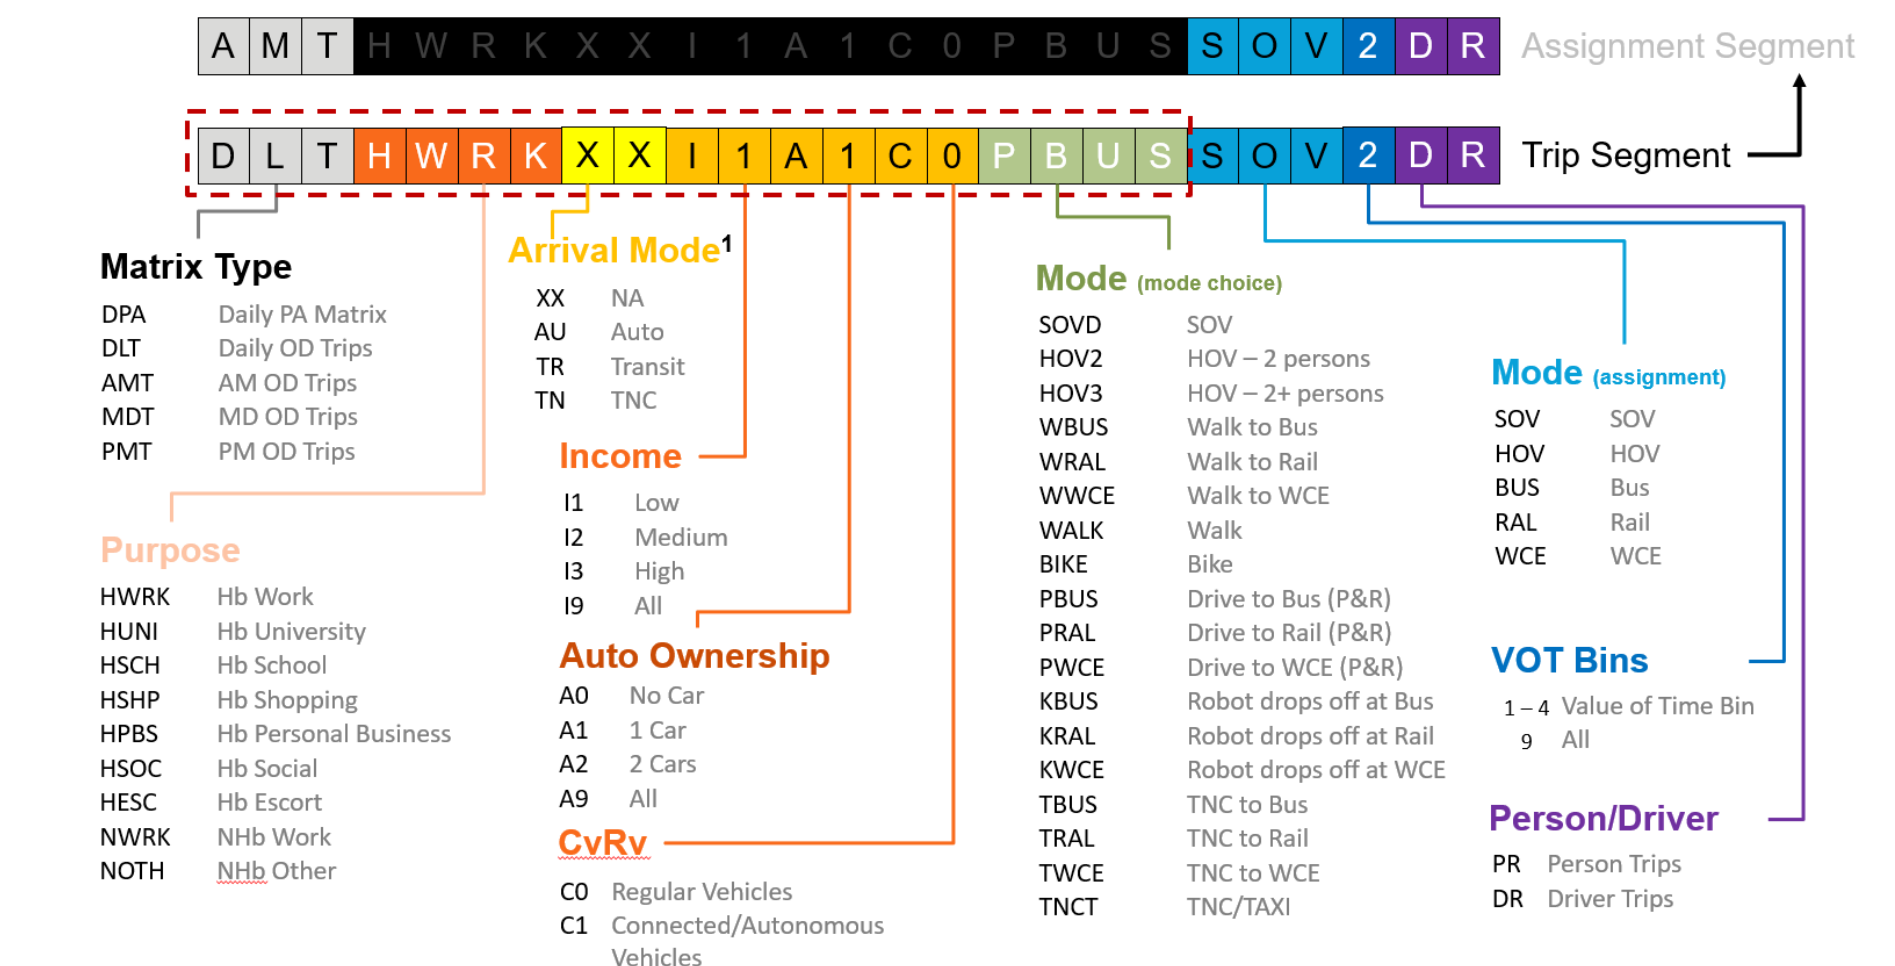 AMTHWRKXXI1A1C0PBUSSOV2DR Assignment Segment
DLTHWRKXXI1A1C0PBUSSOV2DR Trip Segment
Matrix Type
DPA Daily PA Matrix
DLT Daily OD Trips
AMT AM OD Trips
MDT MD OD Trips
PMT PM OD Trips
Purpose
HWRK Hb Work
HUNI Hb University
HSCH Hb School
HSHP Hb Shopping
HPBS Hb Personal Business
HSOC Hb Social
HESC Hb Escort
NWRK NHb Work
NOTH NHb Other
Arrival Mode1
XX NA
AU Auto
TR Transit
TN TNC
Income
I1 Low
I2 Medium
I3 High
I9 All
Auto Ownership
A0 No Car
A1 1 Car
A2 2 Cars
A9 All
CvRv
C0 Regular Vehicles
C1 Connected/Autonomous
Vehicles
Mode (mode choice)
SOVD SOV
HOV2 HOV – 2 persons
HOV3 HOV – 2+ persons
WBUS Walk to Bus
WRAL Walk to Rail
WWCE Walk to WCE
WALK Walk
BIKE Bike
PBUS Drive to Bus (P&R)
PRAL Drive to Rail (P&R)
PWCE Drive to WCE (P&R)
KBUS Robot drops off at Bus
KRAL Robot drops off at Rail
KWCE Robot drops off at WCE
TBUS TNC to Bus
TRAL TNC to Rail
TWCE TNC to WCE
TNCT TNC/TAXI
Mode (assignment)
SOV SOV
HOV HOV
BUS Bus
RAL Rail
WCE WCE
VOT Bins
1 – 4 Value of Time Bin
9 All
Person/Driver
PR Person Trips
DR Driver Trips